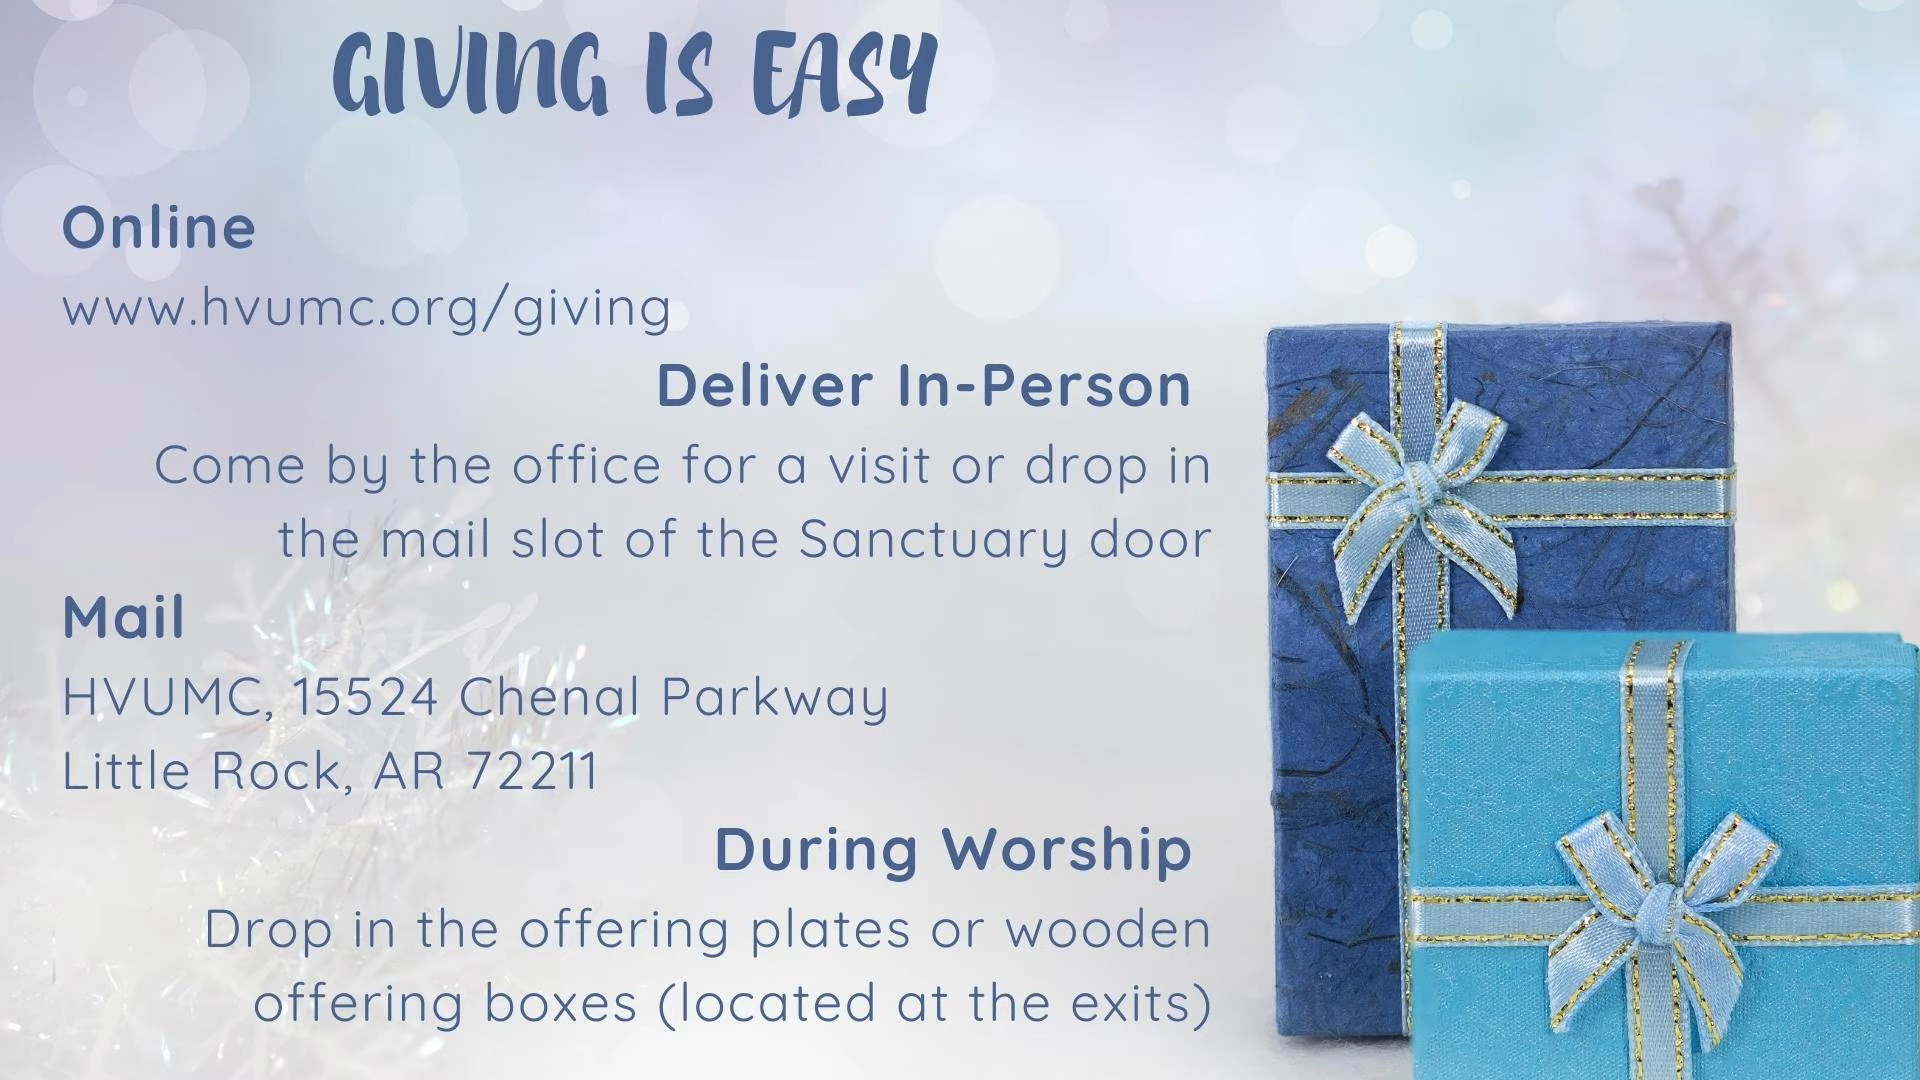 GIVING IS EASY
Online
www.hvumc.org/giving
Deliver In-Person
Come by the office for a visit or drop in
the mail slot of the Sanctuary door
Mail
HVUMC, 15524 Chenal Parkway
Little Rock, AR 72211
During Worship
Drop in the offering plates or wooden
offering boxes (located at the exits)